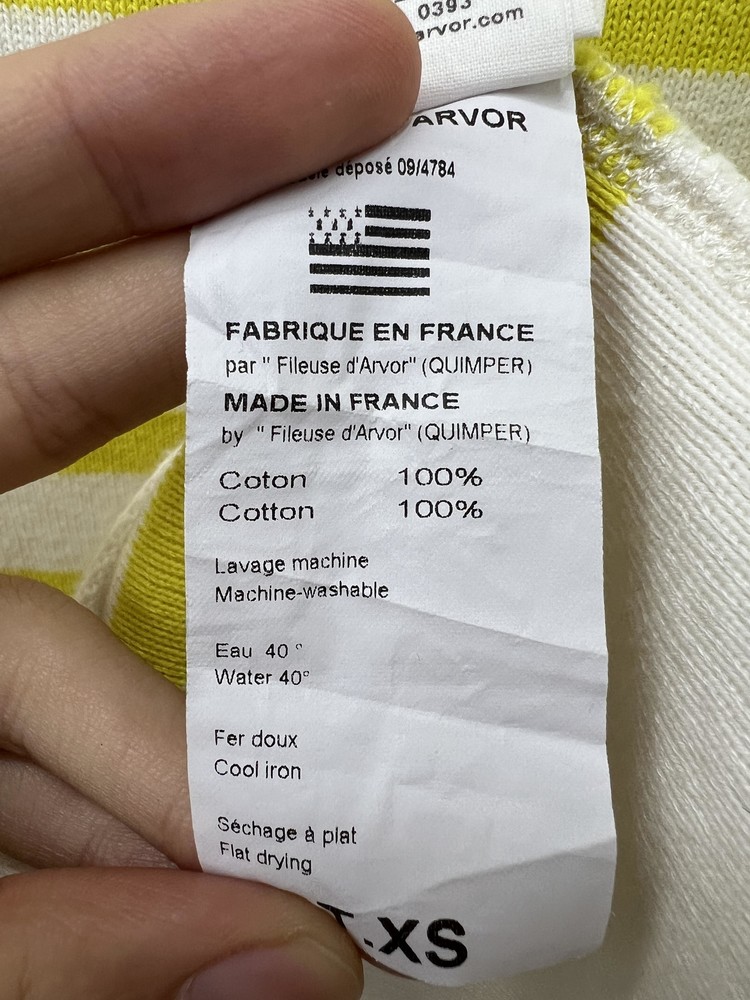 0393
arvor.com
ARVOR
déposé 09/4784
FABRIQUE EN FRANCE
par " Fileuse d'Arvor" (QUIMPER)
MADE IN FRANCE
by " Fileuse d'Arvor" (QUIMPER)
Coton 100%
Cotton 100%
Lavage machine
Machine-washable
Eau 40 °
Water 40°
Fer doux
Cool iron
Séchage à plat
Flat drying
T.XS